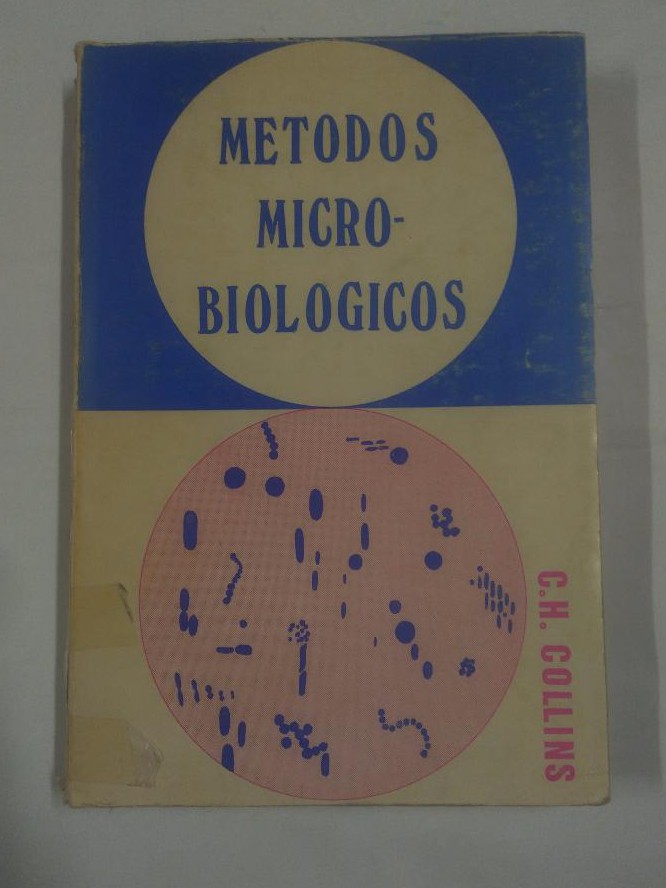 METODOS
MICRO-
BIOLOGICOS
C.H. COLLINS